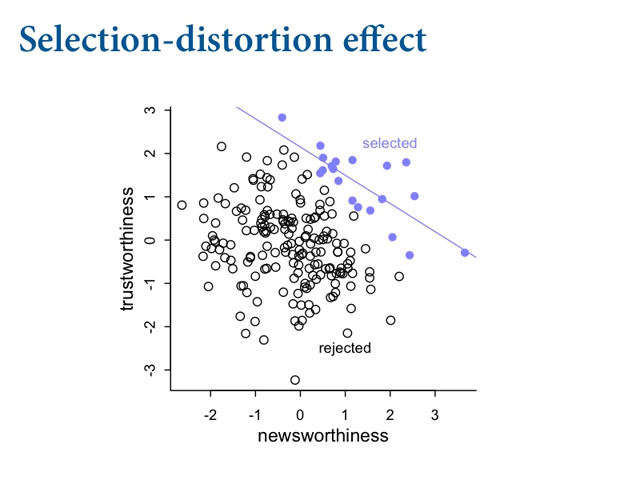 Selection-distortion effect
selected
rejected
trustworthiness
3
2
1
0
-1
-2
-3
-2 -1 0 1 2 3
newsworthiness